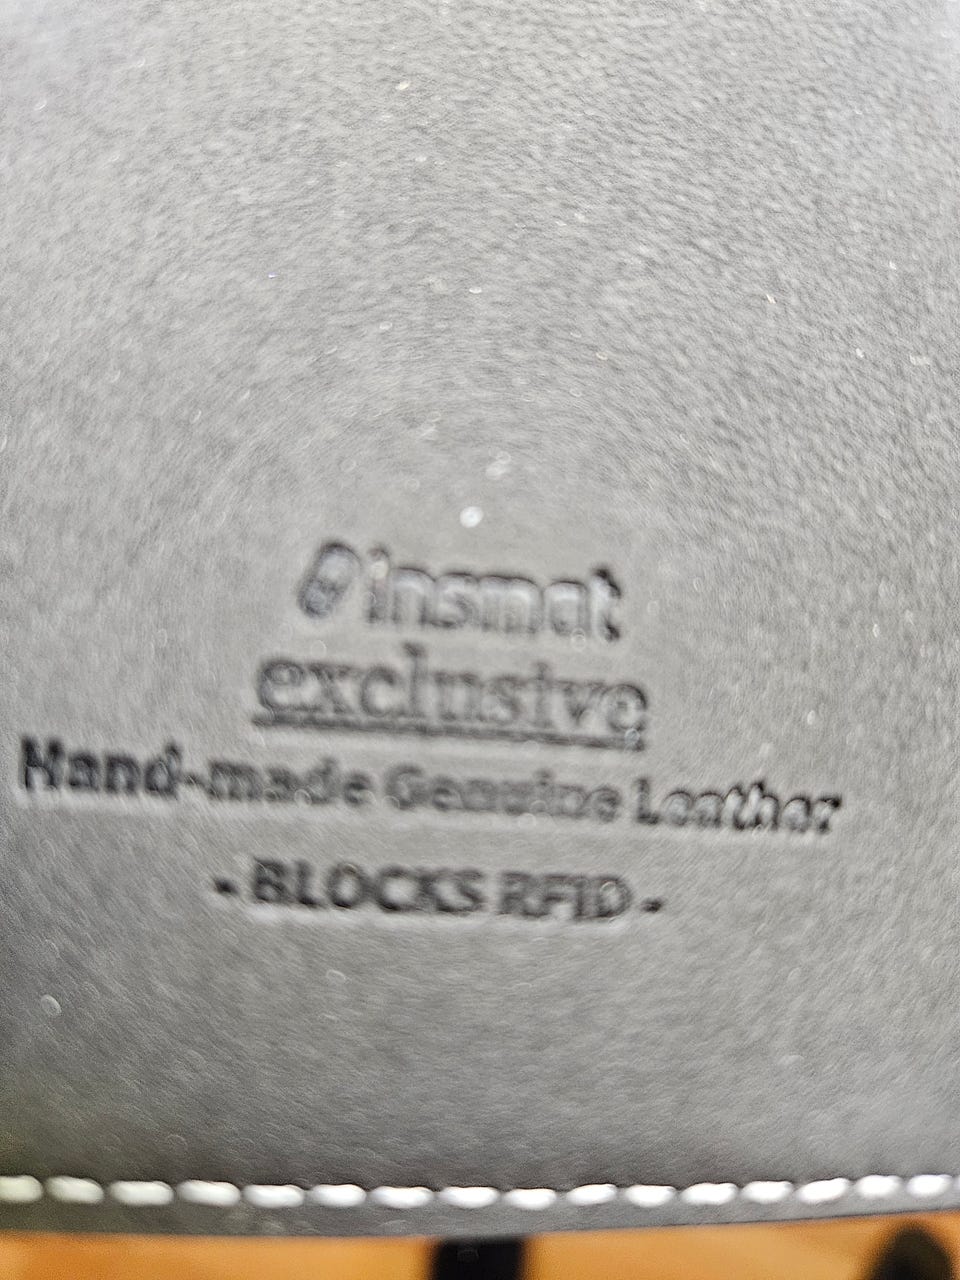 insmat
exclusive
Hand-made Genuine Leather
- BLOCKS RFID -